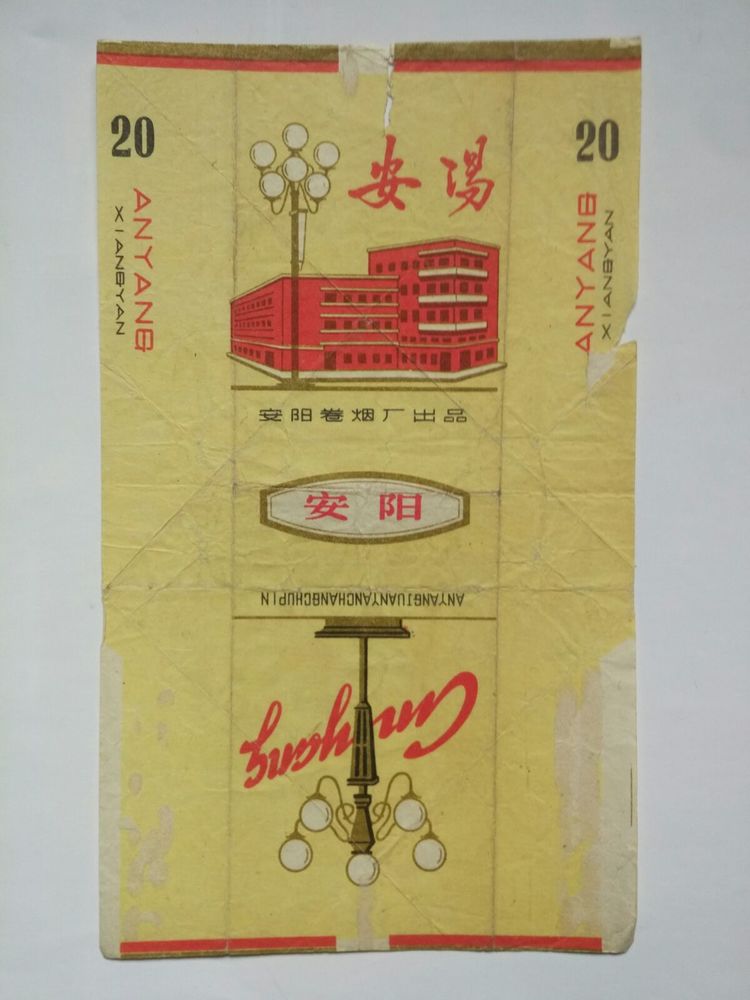 20
20
安陽
ANYANG
XIANGYAN
ANYANG
XIANGYAN
安阳卷烟厂出品
安阳
ANYANGJUANYANCHANGCHUPIN
Anyang